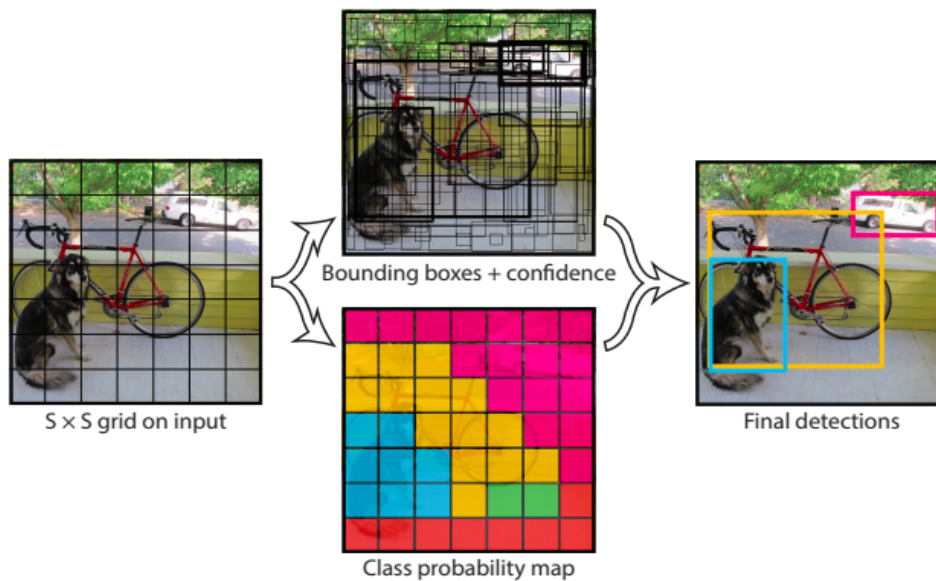 Bounding boxes + confidence
S × S grid on input
Final detections
Class probability map